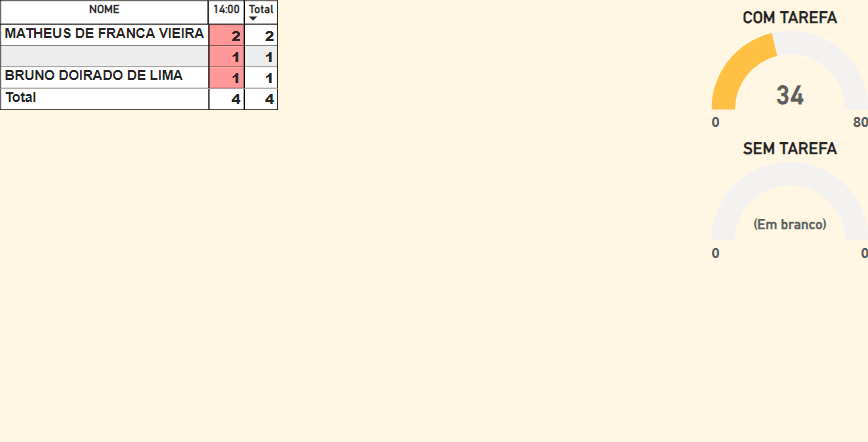 NOME 14:00 Total
MATHEUS DE FRANCA VIEIRA 2 2
1 1
BRUNO DOIRADO DE LIMA 1 1
Total 4 4
COM TAREFA
34
0 80
SEM TAREFA
(Em branco)
0 0